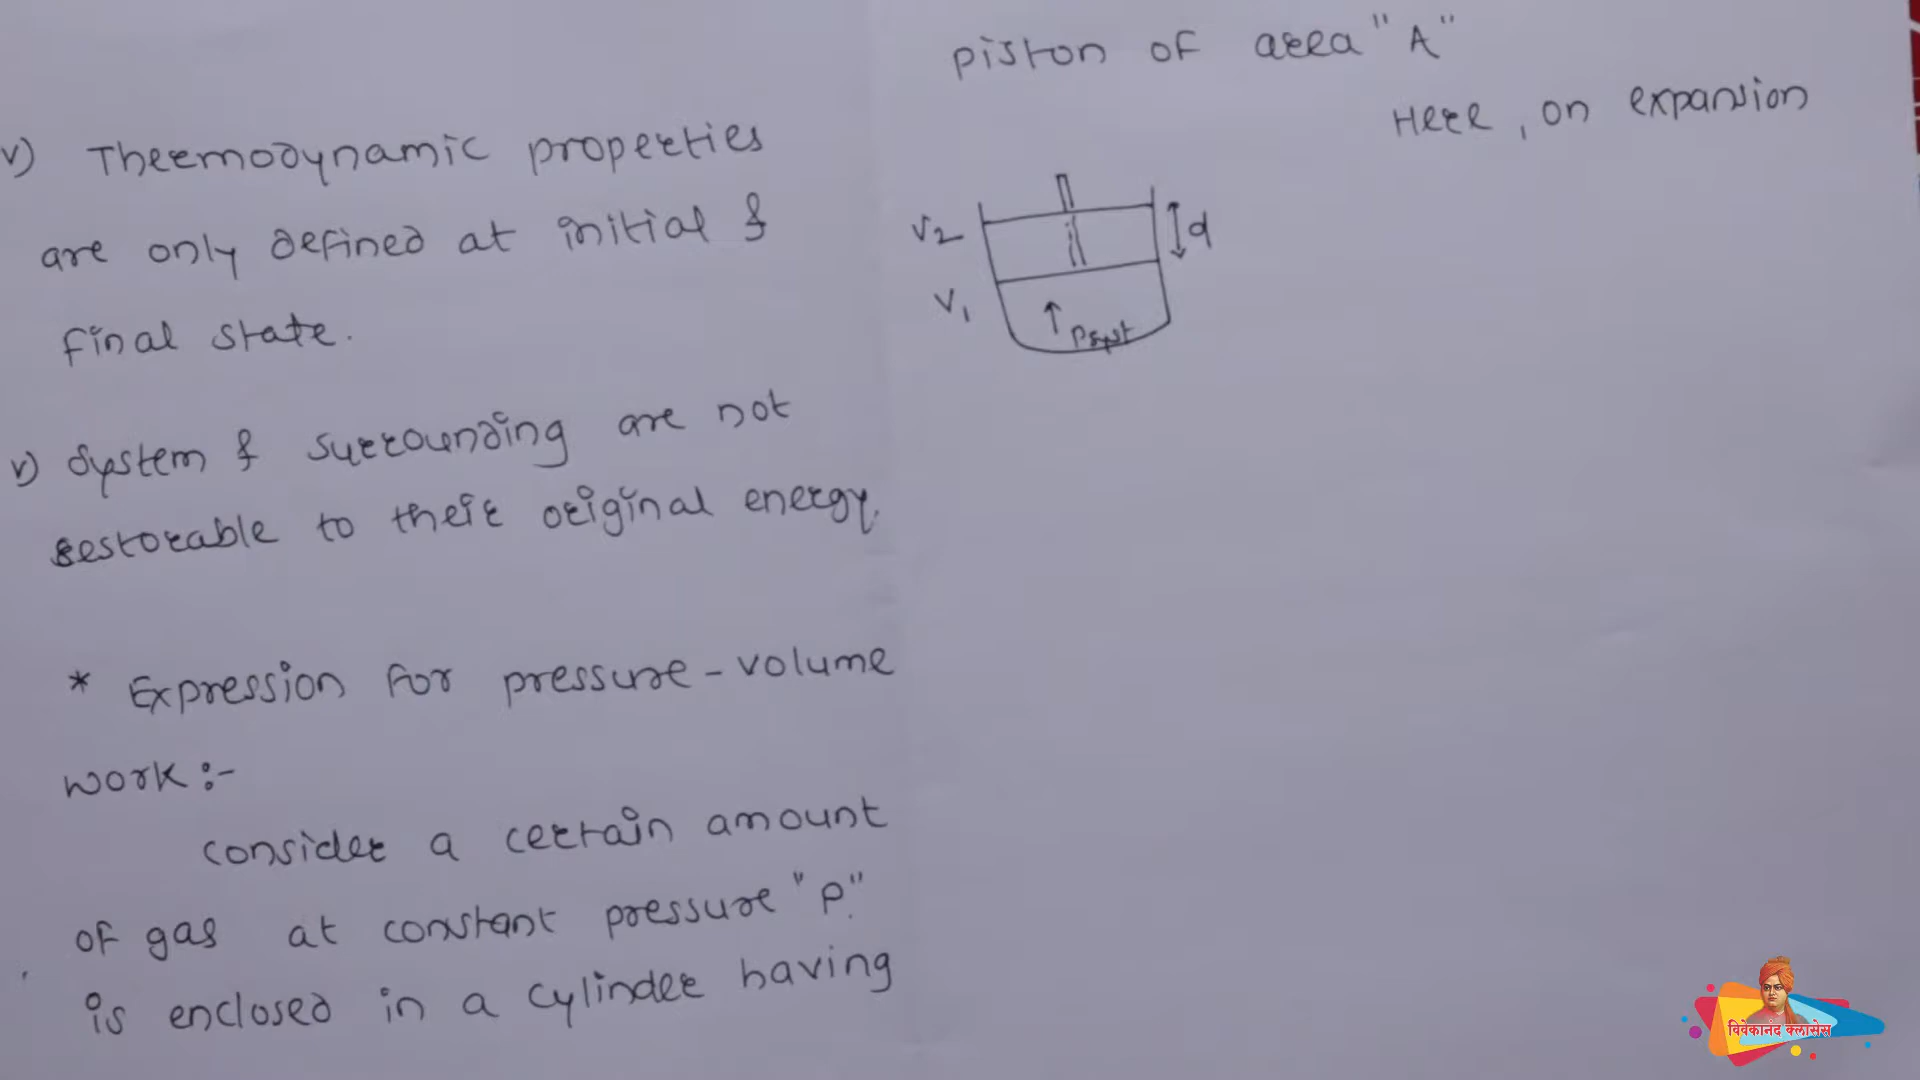 v) Thermodynamic properties
are only defined at initial &
final state.
v) System & surrounding are not
restorable to their original energy.
* Expression for pressure-volume
work :-
consider a certain amount
of gas at constant pressure "P."
is enclosed in a cylinder having
piston of area "A"
Here, on expansion
V2
d
V1
विवेकानंद क्लासेस